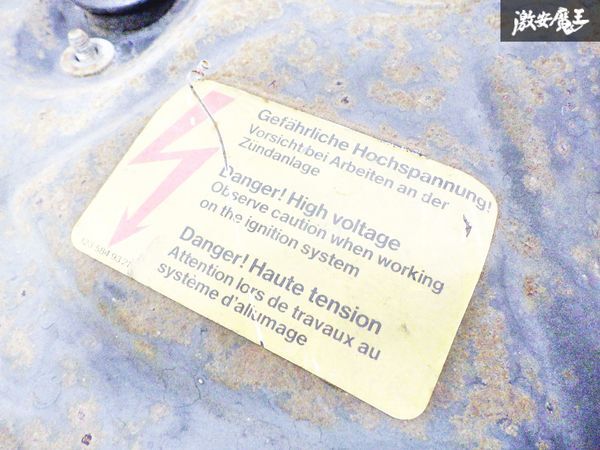 激安魔王
Gefährliche Hochspannung!
Vorsicht bei Arbeiten an der
Zündanlage
Danger! High voltage
Observe caution when working
on the ignition system
Danger! Haute tension
Attention lors de travaux au
système d'allumage